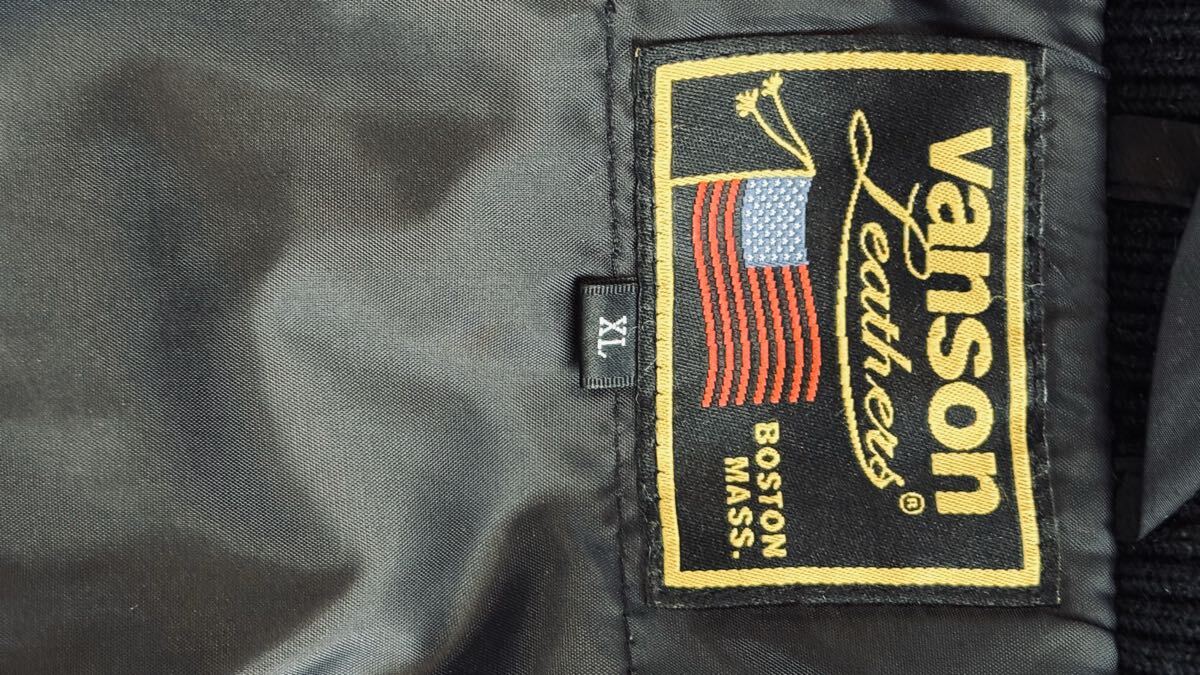 vanson
Leathers®
BOSTON
MASS.
XL